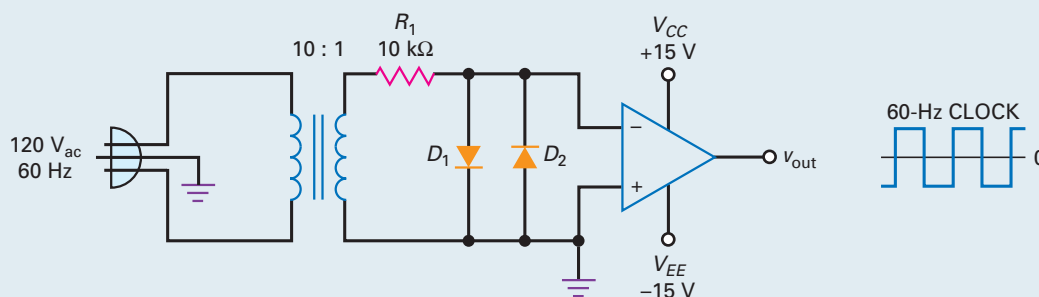 120 Vac
60 Hz
10 : 1
R1
10 kΩ
D1
D2
−
+
VCC
+15 V
VEE
−15 V
vout
60-Hz CLOCK
0